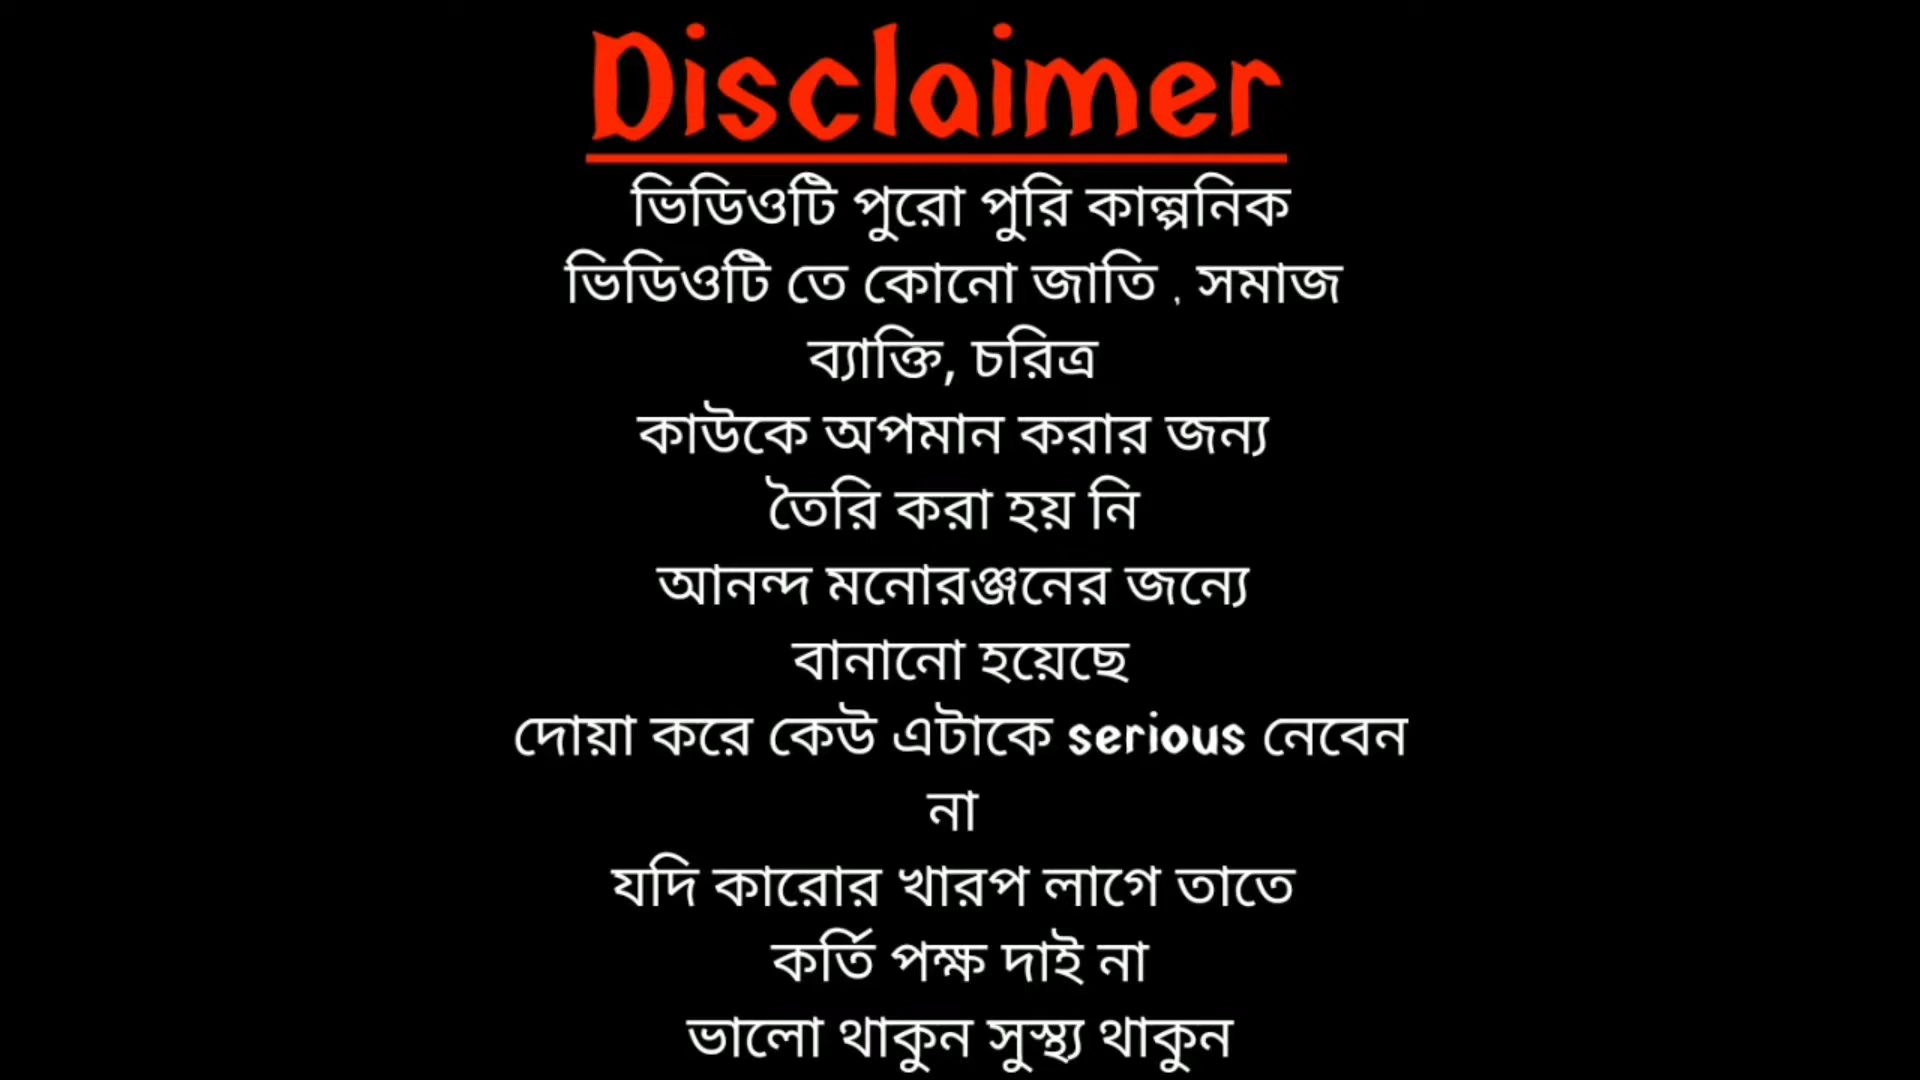 Disclaimer
ভিডিওটি পুরো পুরি কাল্পনিক
ভিডিওটি তে কোনো জাতি , সমাজ
ব্যাক্তি, চরিত্র
কাউকে অপমান করার জন্য
তৈরি করা হয় নি
আনন্দ মনোরঞ্জনের জন্যে
বানানো হয়েছে
দোয়া করে কেউ এটাকে serious নেবেন
না
যদি কারোর খারপ লাগে তাতে
কর্তি পক্ষ দাই না
ভালো থাকুন সুস্থ্য থাকুন